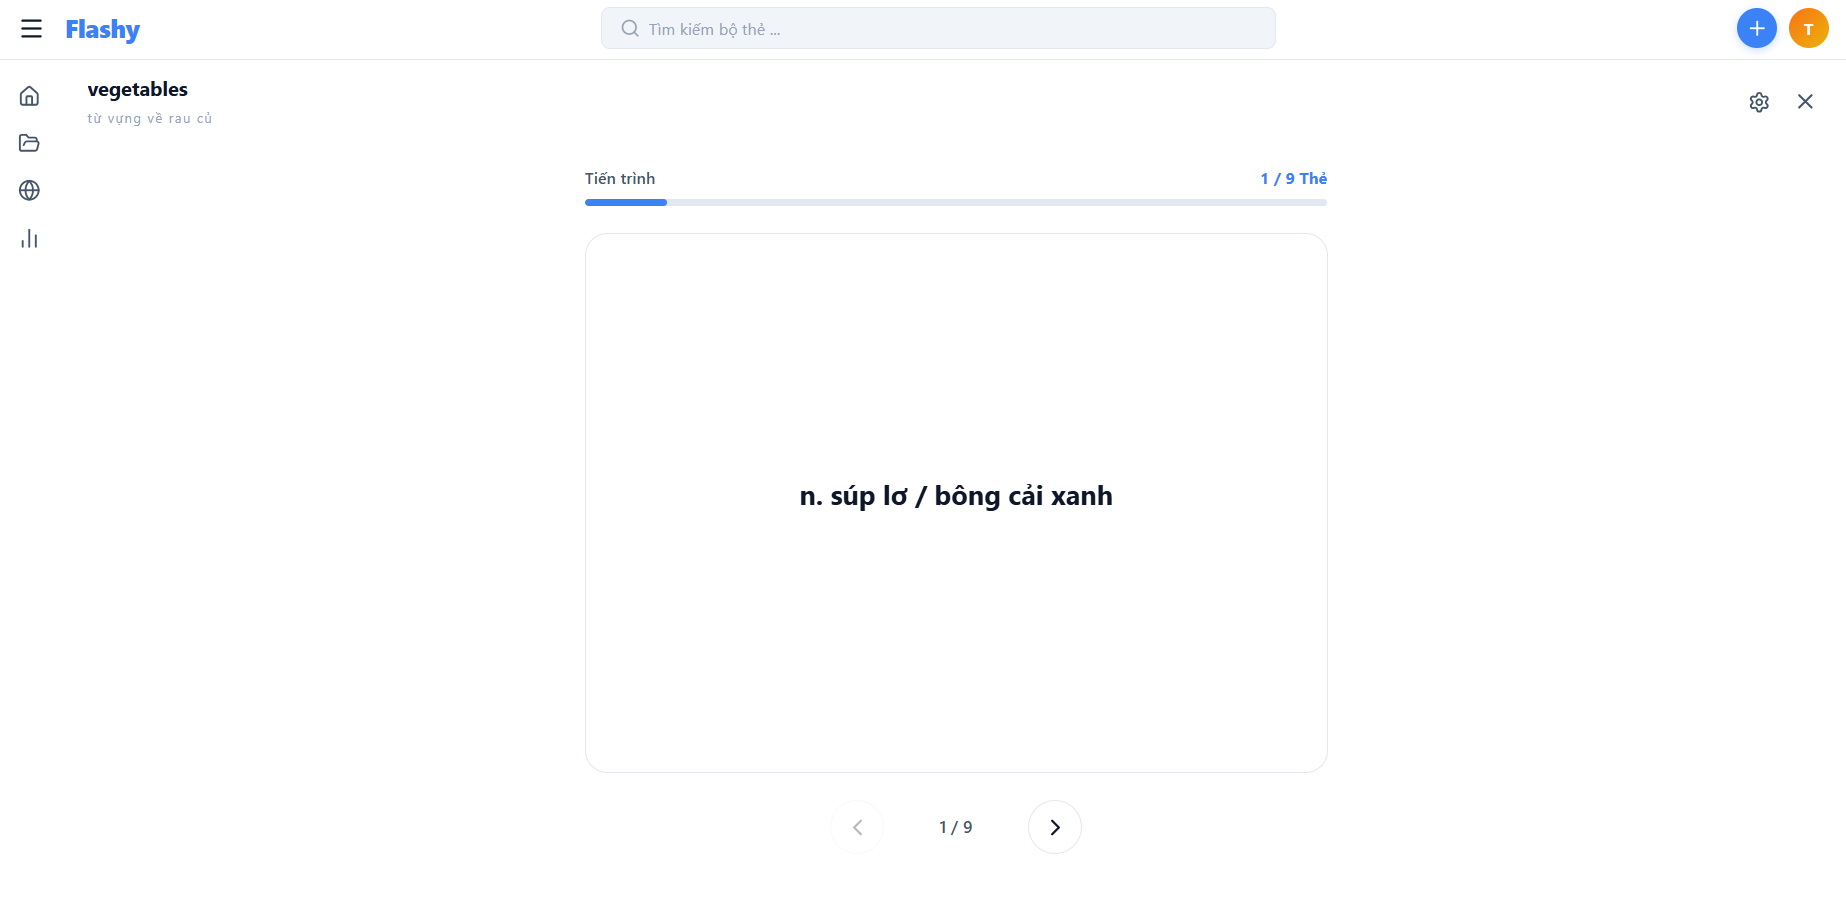 Flashy
Tìm kiếm bộ thẻ ...
T
vegetables
từ vựng về rau củ
Tiến trình
1 / 9 Thẻ
n. súp lơ / bông cải xanh
1 / 9